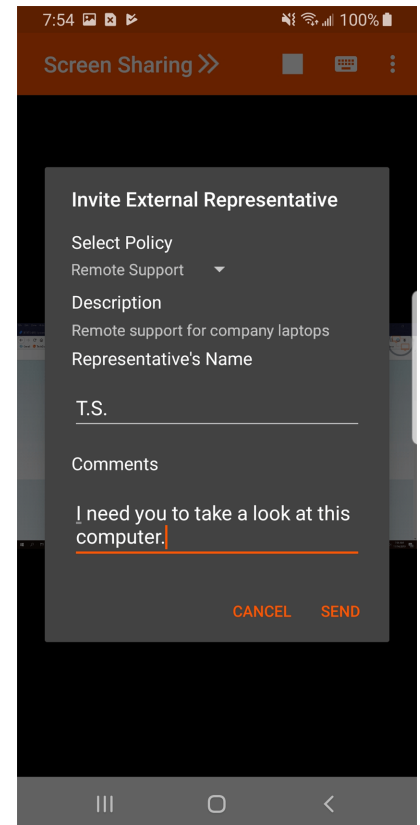 7:54 100%
Screen Sharing
Invite External Representative
Select Policy
Remote Support
Description
Remote support for company laptops
Representative's Name
T.S.
Comments
I need you to take a look at this
computer.
CANCEL SEND